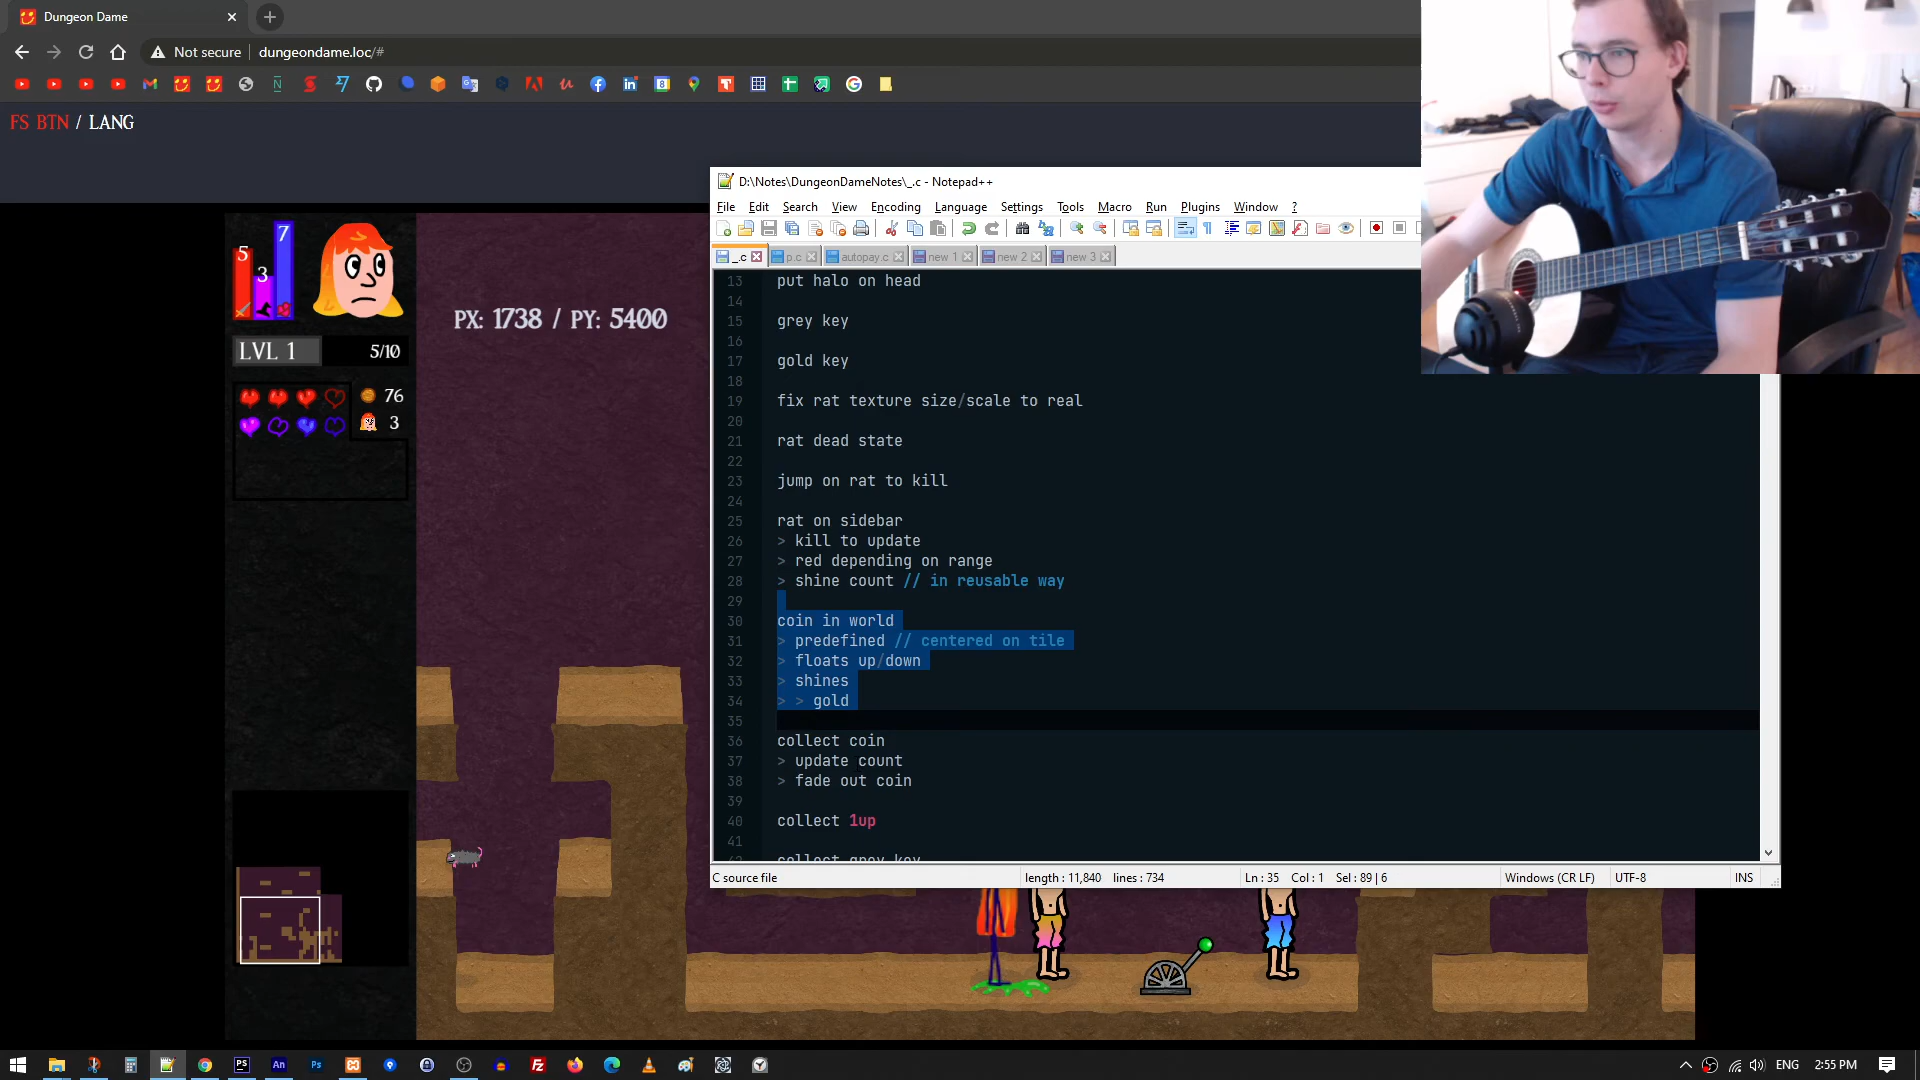 Dungeon Dame
Not secure
dungeondame.loc/#
FS BTN / LANG
5
3
7
PX: 1738 / PY: 5400
LVL 1
5/10
76
3
D:\Notes\DungeonDameNotes\_.c - Notepad++
File Edit Search View Encoding Language Settings Tools Macro Run Plugins Window ?
_.c p.c autopay.c new 1 new 2 new 3
13 put halo on head
14
15 grey key
16
17 gold key
18
19 fix rat texture size/scale to real
20
21 rat dead state
22
23 jump on rat to kill
24
25 rat on sidebar
26 > kill to update
27 > red depending on range
28 > shine count // in reusable way
29
30 coin in world
31 > predefined // centered on tile
32 > floats up/down
33 > shines
34 > > gold
35
36 collect coin
37 > update count
38 > fade out coin
39
40 collect 1up
41
42 collect grey key
C source file length : 11,840 lines : 734 Ln : 35 Col : 1 Sel : 89 | 6 Windows (CR LF) UTF-8 INS
ENG 2:55 PM